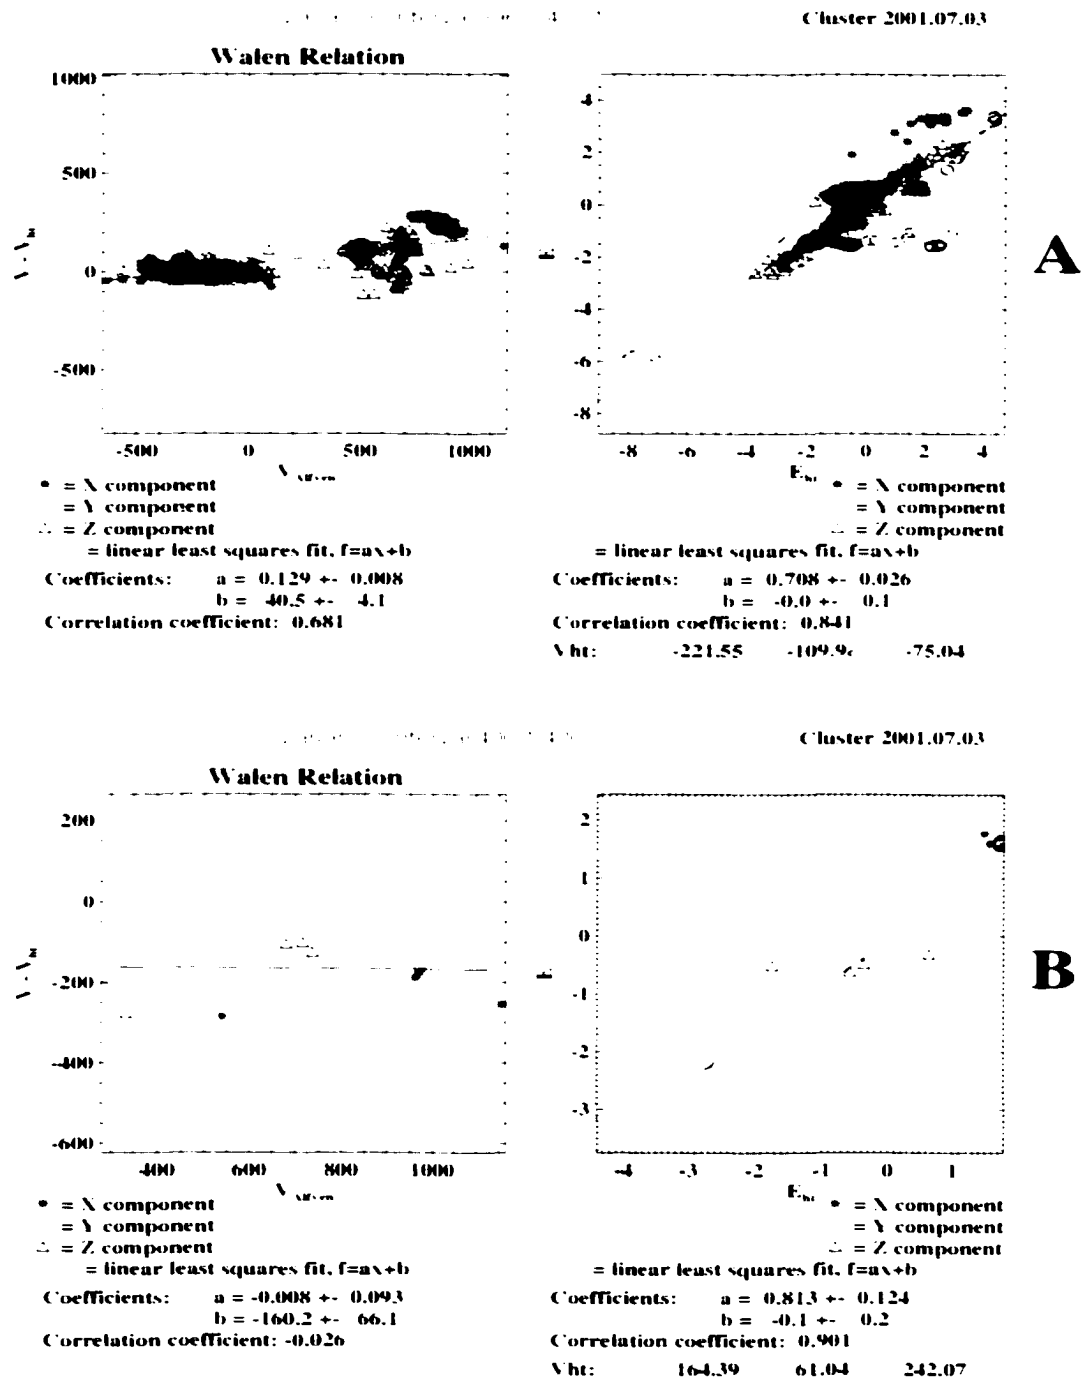 Cluster 2001.07.03
Walen Relation
1000
500
0
-500
-500 0 500 1000
4
2
0
-2
-4
-6
-8
-8 -6 -4 -2 0 2 4
A
• = X component
= Y component
△ = Z component
= linear least squares fit, f=ax+b
Coefficients: a = 0.129 +- 0.008
b = 40.5 +- 4.1
Correlation coefficient: 0.681
• = X component
= Y component
△ = Z component
= linear least squares fit, f=ax+b
Coefficients: a = 0.708 +- 0.026
b = -0.0 +- 0.1
Correlation coefficient: 0.841
Vht: -221.55 -75.04
Cluster 2001.07.03
Walen Relation
200
0
-200
-400
-600
400 600 800 1000
2
1
0
-1
-2
-3
-4 -3 -2 -1 0 1
B
• = X component
= Y component
△ = Z component
= linear least squares fit, f=ax+b
Coefficients: a = -0.008 +- 0.093
b = -160.2 +- 66.1
Correlation coefficient: -0.026
• = X component
= Y component
△ = Z component
= linear least squares fit, f=ax+b
Coefficients: a = 0.813 +- 0.124
b = -0.1 +- 0.2
Correlation coefficient: 0.901
Vht: 164.39 61.04 242.07